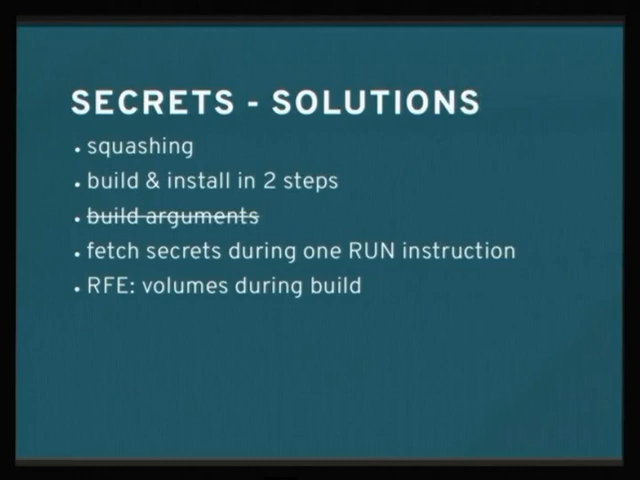 SECRETS - SOLUTIONS
• squashing
• build & install in 2 steps
• build arguments
• fetch secrets during one RUN instruction
• RFE: volumes during build